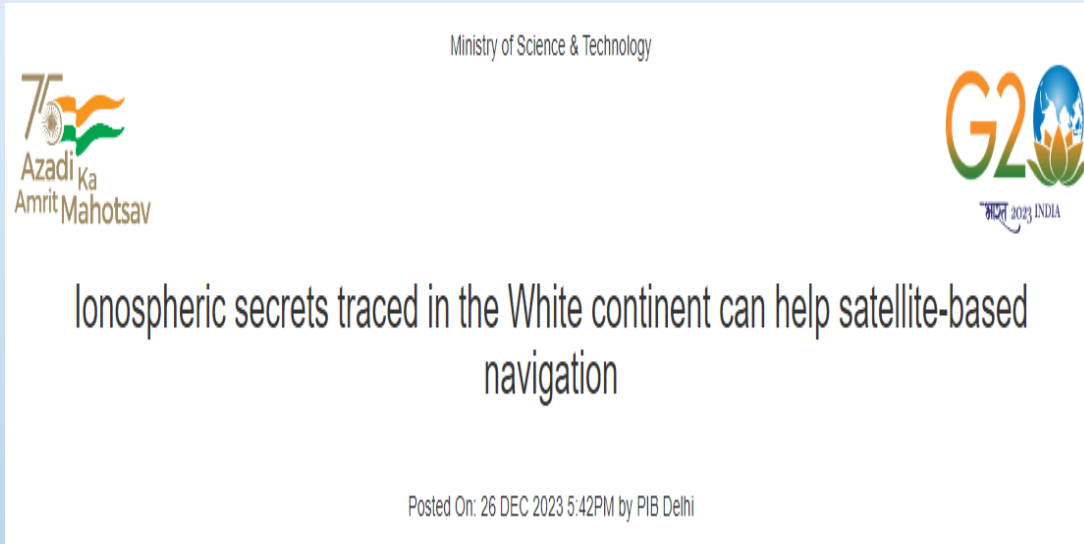 Ministry of Science & Technology
75
Azadi Ka
Amrit Mahotsav
G20
भारत 2023 INDIA
Ionospheric secrets traced in the White continent can help satellite-based
navigation
Posted On: 26 DEC 2023 5:42PM by PIB Delhi